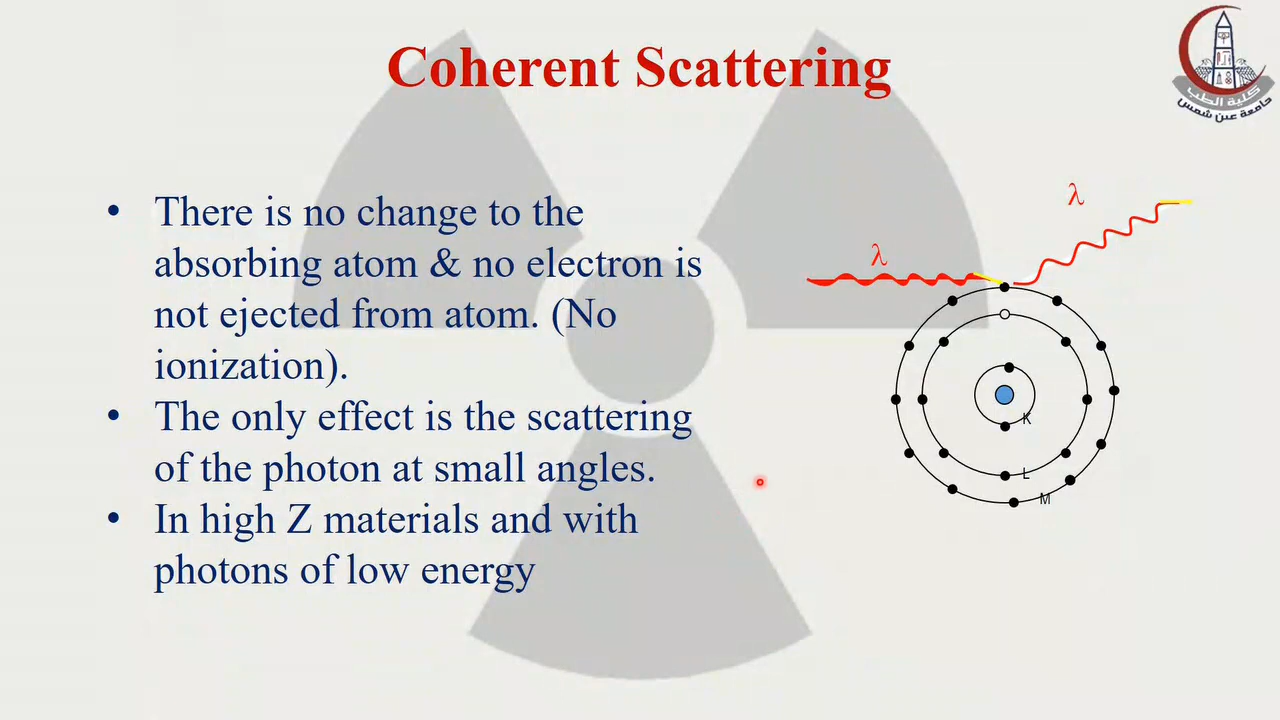 Coherent Scattering
كلية الطب
جامعة عين شمس
• There is no change to the
absorbing atom & no electron is
not ejected from atom. (No
ionization).
• The only effect is the scattering
of the photon at small angles.
• In high Z materials and with
photons of low energy
λ
λ
K
L
M